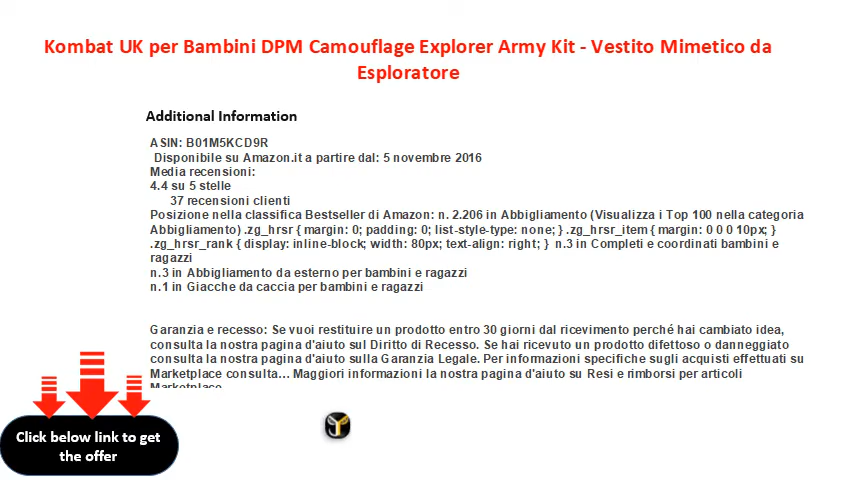 Kombat UK per Bambini DPM Camouflage Explorer Army Kit - Vestito Mimetico da
Esploratore
Additional Information
ASIN: B01M5KCD9R
Disponibile su Amazon.it a partire dal: 5 novembre 2016
Media recensioni:
4.4 su 5 stelle
37 recensioni clienti
Posizione nella classifica Bestseller di Amazon: n. 2.206 in Abbigliamento (Visualizza i Top 100 nella categoria
Abbigliamento) .zg_hrsr { margin: 0; padding: 0; list-style-type: none; } .zg_hrsr_item { margin: 0 0 0 10px; }
.zg_hrsr_rank { display: inline-block; width: 80px; text-align: right; } n.3 in Completi e coordinati bambini e
ragazzi
n.3 in Abbigliamento da esterno per bambini e ragazzi
n.1 in Giacche da caccia per bambini e ragazzi
Garanzia e recesso: Se vuoi restituire un prodotto entro 30 giorni dal ricevimento perché hai cambiato idea,
consulta la nostra pagina d'aiuto sul Diritto di Recesso. Se hai ricevuto un prodotto difettoso o danneggiato
consulta la nostra pagina d'aiuto sulla Garanzia Legale. Per informazioni specifiche sugli acquisti effettuati su
Marketplace consulta... Maggiori informazioni la nostra pagina d'aiuto su Resi e rimborsi per articoli
Marketplace
Click below link to get
the offer